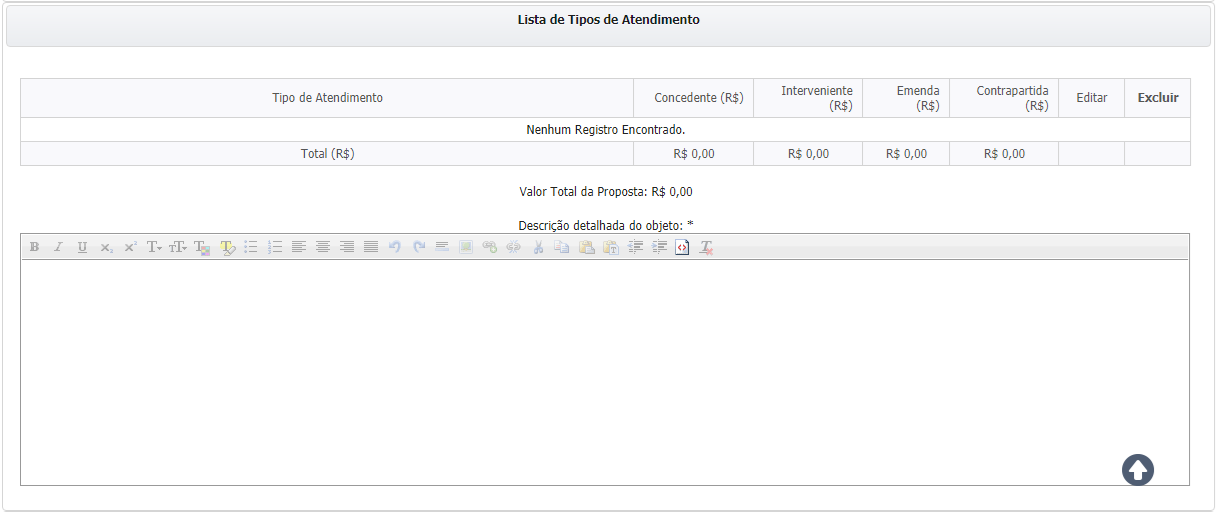 Lista de Tipos de Atendimento
Tipo de Atendimento Concedente (R$) Interveniente (R$) Emenda (R$) Contrapartida (R$) Editar Excluir
Nenhum Registro Encontrado.
Total (R$) R$ 0,00 R$ 0,00 R$ 0,00 R$ 0,00
Valor Total da Proposta: R$ 0,00
Descrição detalhada do objeto: *